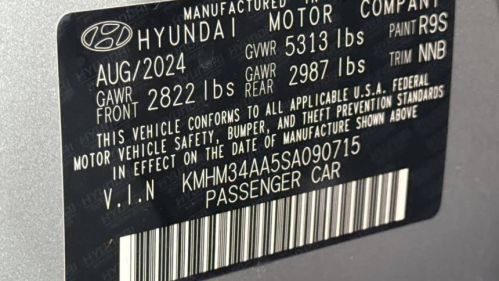 MANUFACTURED
HYUNDAI MOTOR COMPANY
AUG/2024 GVWR 5313 lbs PAINT R9S
GAWR FRONT 2822 lbs GAWR REAR 2987 lbs TRIM NNB
THIS VEHICLE CONFORMS TO ALL APPLICABLE U.S.A. FEDERAL
MOTOR VEHICLE SAFETY, BUMPER, AND THEFT PREVENTION STANDARDS
IN EFFECT ON THE DATE OF MANUFACTURE SHOWN ABOVE.
V.I.N KMHM34AA5SA090715
PASSENGER CAR